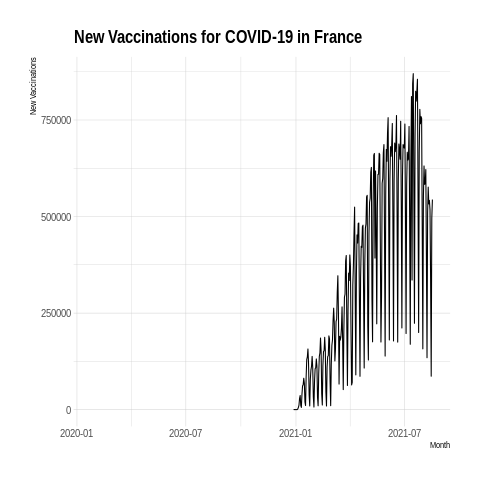 New Vaccinations for COVID-19 in France
New Vaccinations
750000
500000
250000
0
2020-01 2020-07 2021-01 2021-07
Month